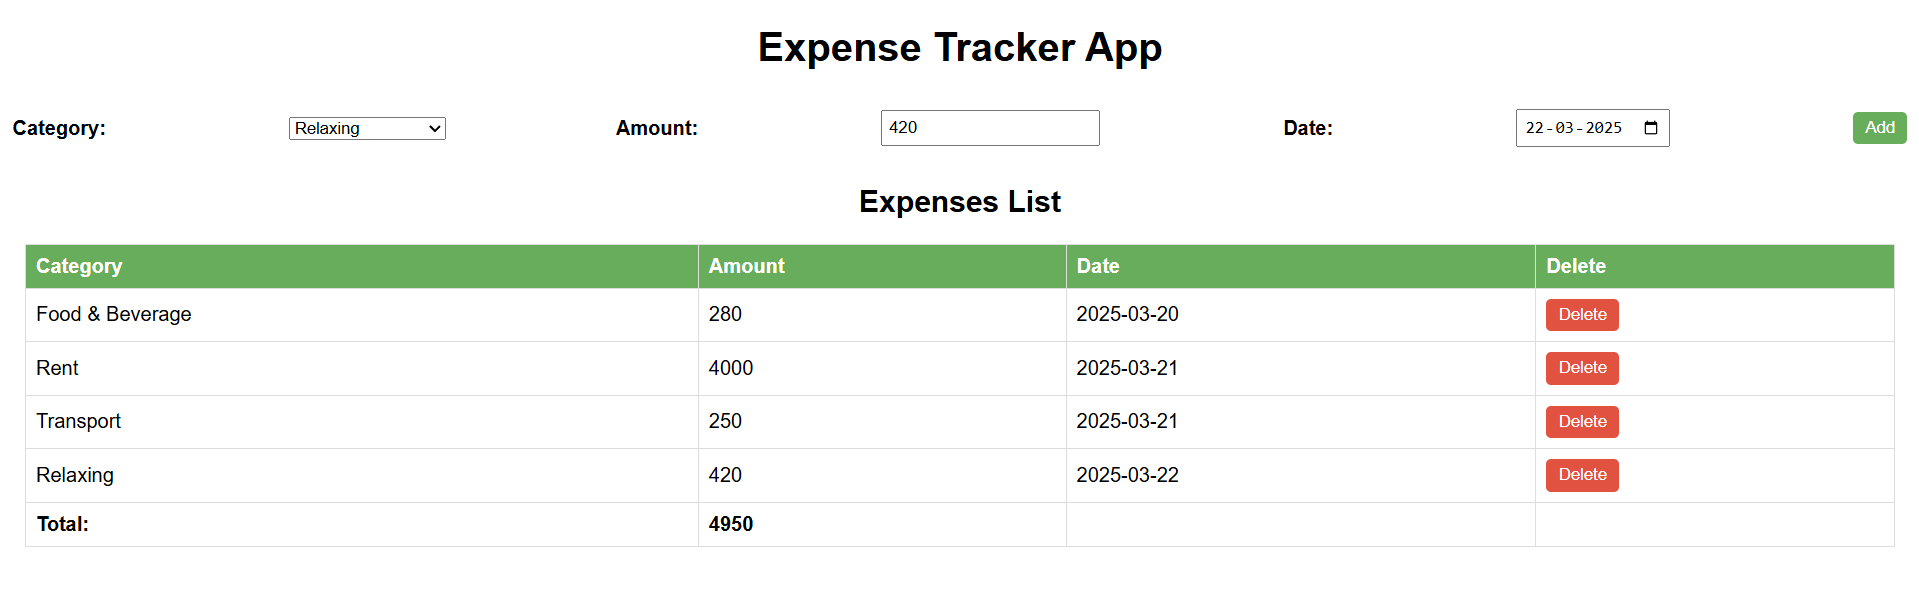 Expense Tracker App
Category: Relaxing Amount: 420 Date: 22-03-2025 Add
Expenses List
Category Amount Date Delete
Food & Beverage 280 2025-03-20 Delete
Rent 4000 2025-03-21 Delete
Transport 250 2025-03-21 Delete
Relaxing 420 2025-03-22 Delete
Total: 4950